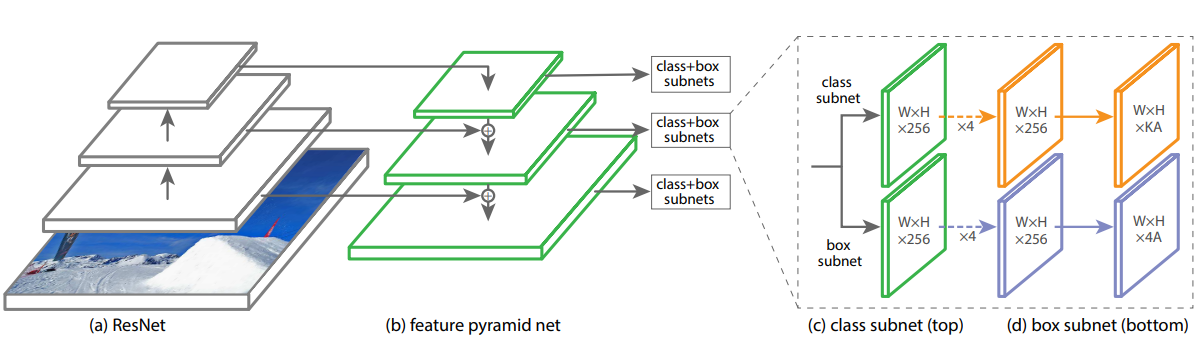 class+box
subnets
class+box
subnets
class+box
subnets
class
subnet
box
subnet
W×H
×256
×4
W×H
×256
W×H
×KA
W×H
×256
×4
W×H
×256
W×H
×4A
(a) ResNet
(b) feature pyramid net
(c) class subnet (top)
(d) box subnet (bottom)